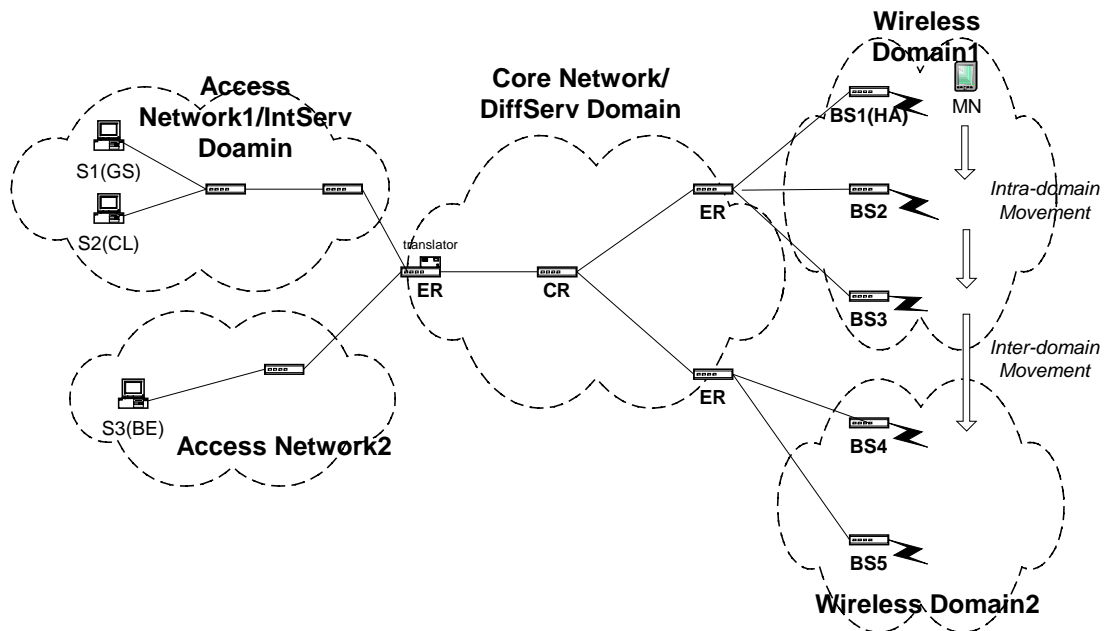 Wireless
Domain1
MN
BS1(HA)
BS2
BS3
Intra-domain
Movement
Inter-domain
Movement
Access
Network1/IntServ
Doamin
S1(GS)
S2(CL)
Core Network/
DiffServ Domain
translator
ER
CR
ER
ER
S3(BE)
Access Network2
BS4
BS5
Wireless Domain2